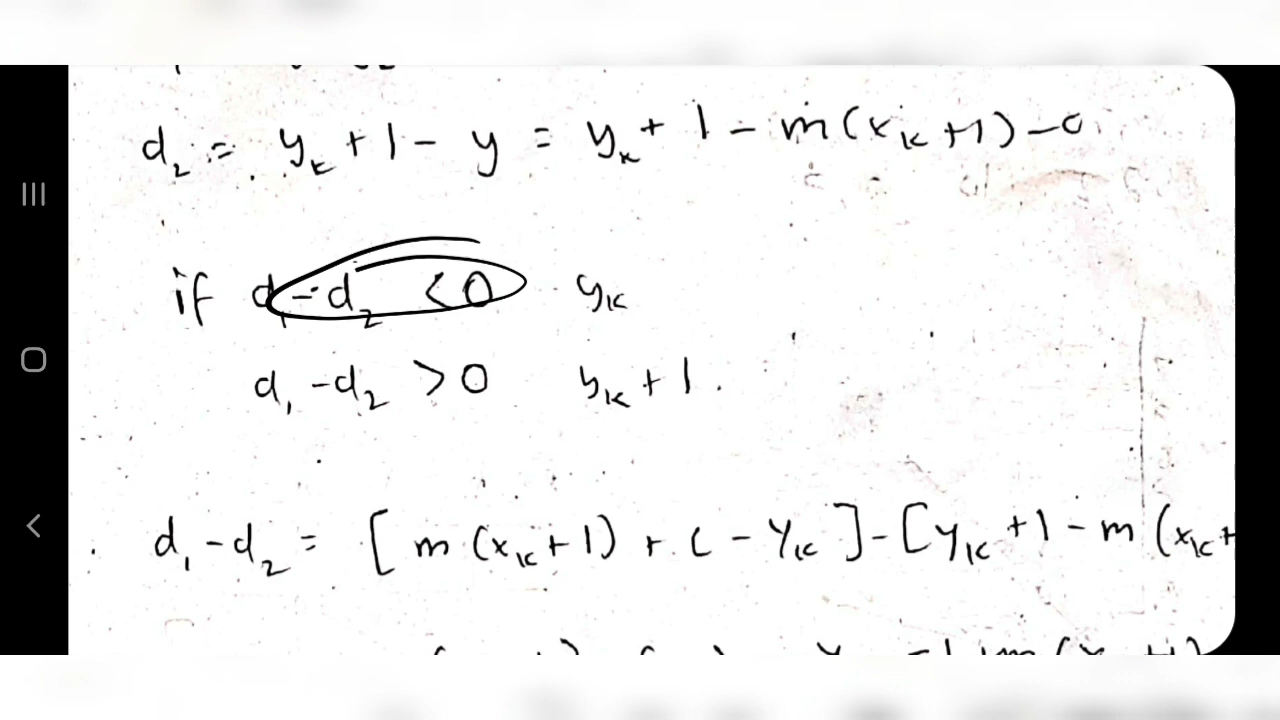 d₂ = yₖ + 1 - y = yₖ + 1 - m(xₖ + 1) - c
if d₁ - d₂ < 0 yₖ
d₁ - d₂ > 0 yₖ + 1.
d₁ - d₂ = [m(xₖ + 1) + c - yₖ] - [yₖ + 1 - m(xₖ +